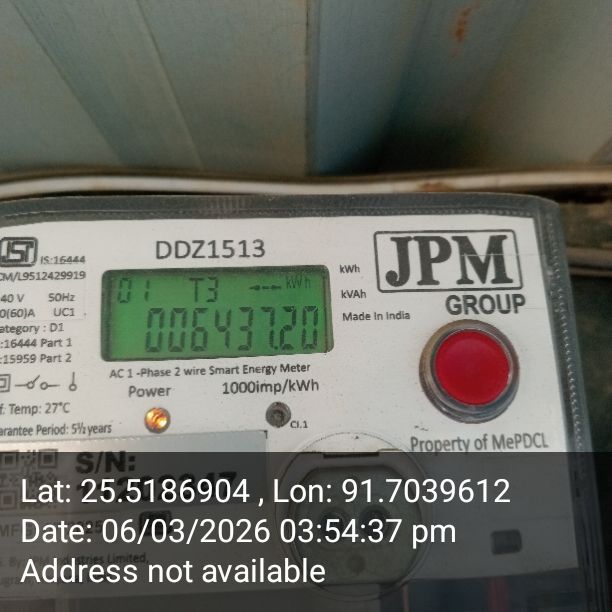 DDZ1513
JPM
GROUP
IS:16444
CM/L9512429919
kWh
kVAh
Made In India
01 T3 kWh
006437.20
40 V 50Hz
0(60)A UC1
ategory : D1
:16444 Part 1
:15959 Part 2
AC 1 -Phase 2 wire Smart Energy Meter
Power 1000imp/kWh
f. Temp: 27°C
arantee Period: 5½ years
Cl.1
Property of MePDCL
S/N:
Lat: 25.5186904 , Lon: 91.7039612
Date: 06/03/2026 03:54:37 pm
Address not available